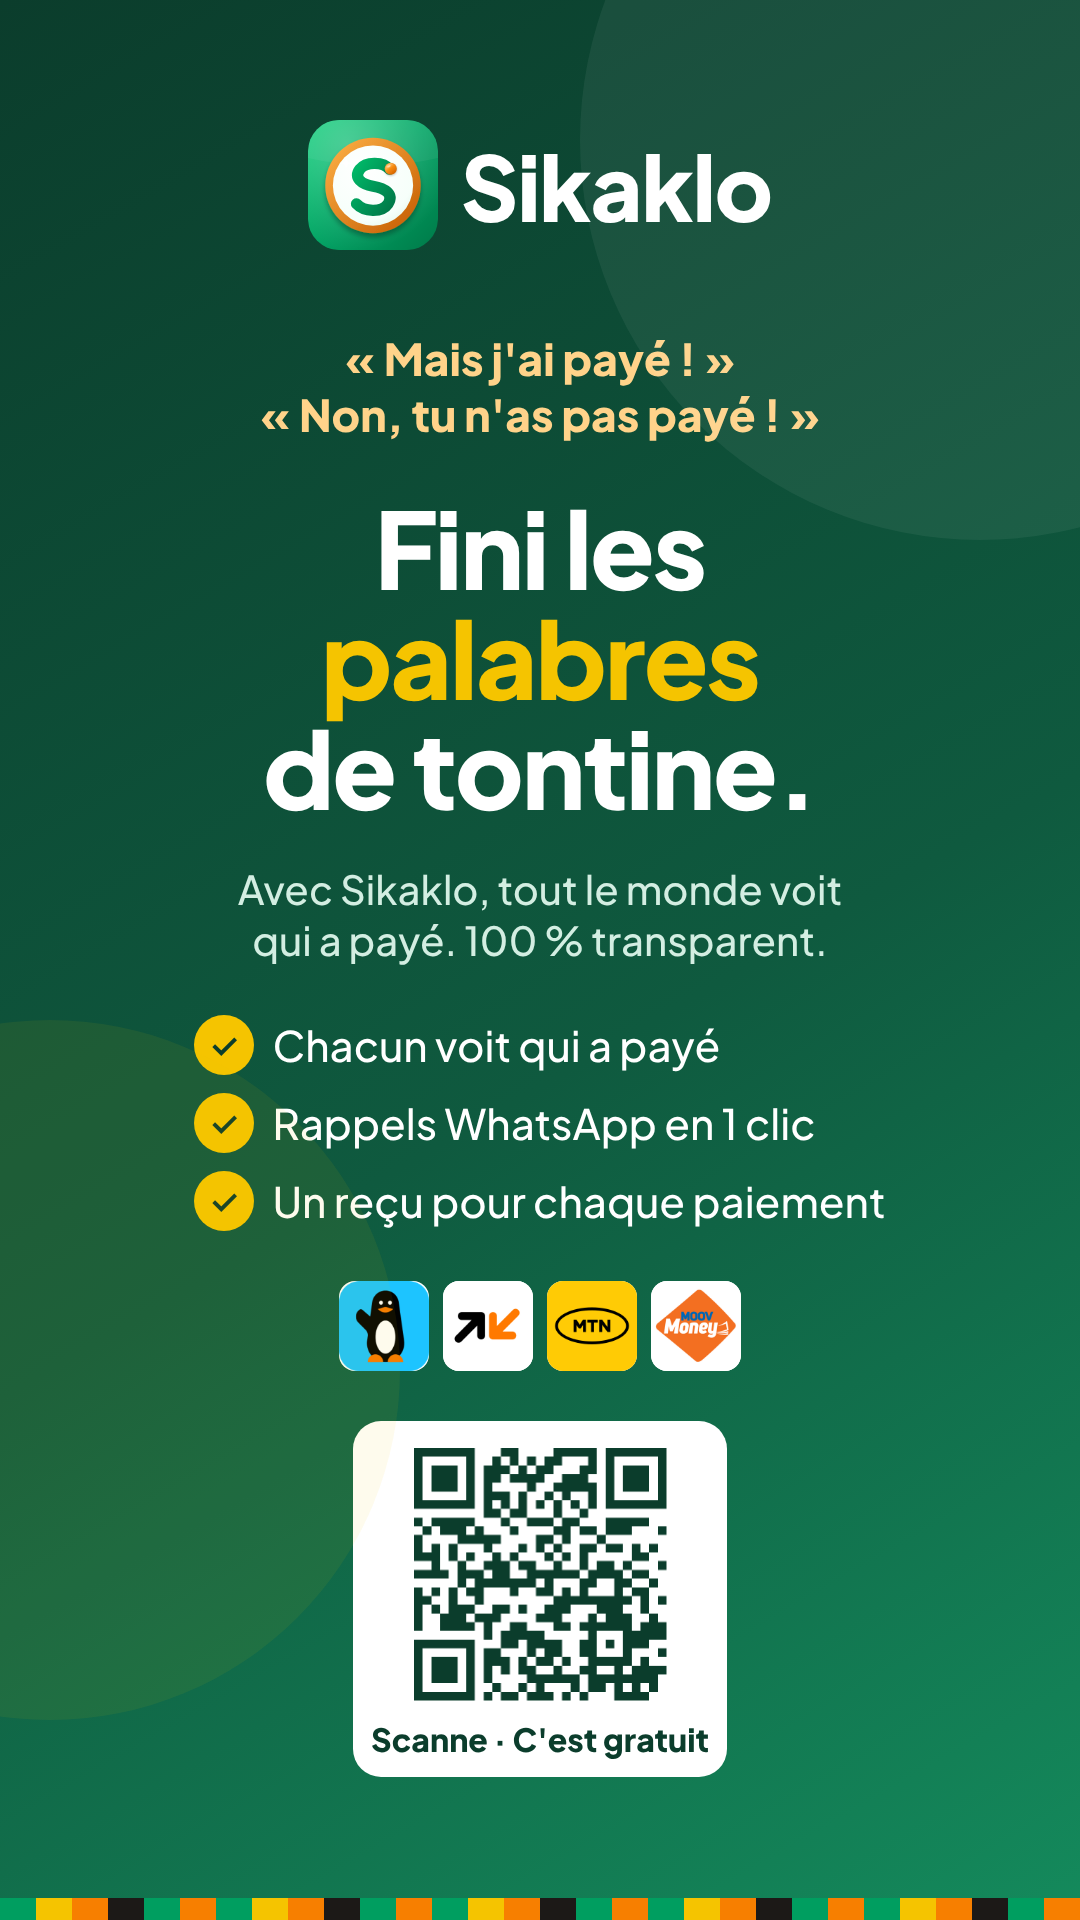 Sikaklo
« Mais j'ai payé ! »
« Non, tu n'as pas payé ! »
Fini les
palabres
de tontine.
Avec Sikaklo, tout le monde voit
qui a payé. 100 % transparent.
Chacun voit qui a payé
Rappels WhatsApp en 1 clic
Un reçu pour chaque paiement
MTN
MOOV
Money
Scanne · C'est gratuit